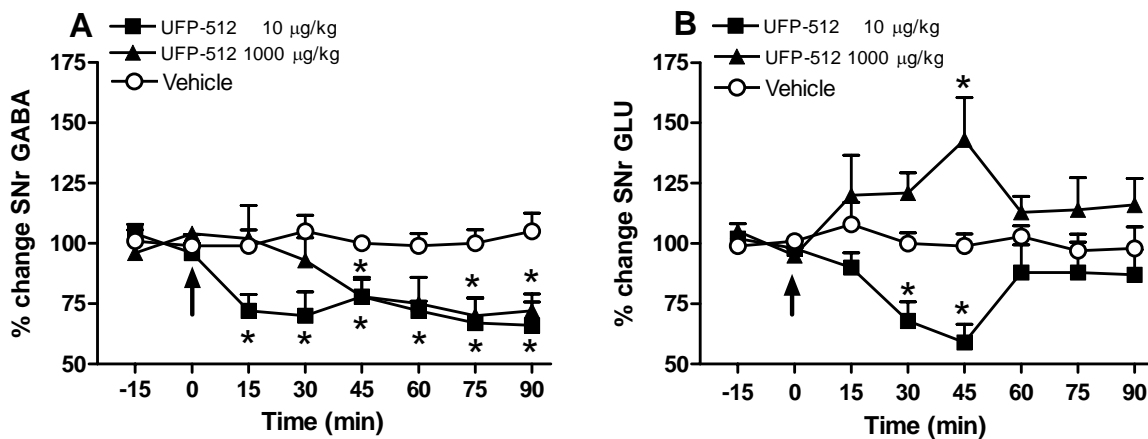 A
UFP-512 10 µg/kg
UFP-512 1000 µg/kg
Vehicle
% change SNr GABA
175
150
125
100
75
50
* * * * * * * * *
-15 0 15 30 45 60 75 90
Time (min)
B
UFP-512 10 µg/kg
UFP-512 1000 µg/kg
Vehicle
% change SNr GLU
175
150
125
100
75
50
*
* *
-15 0 15 30 45 60 75 90
Time (min)